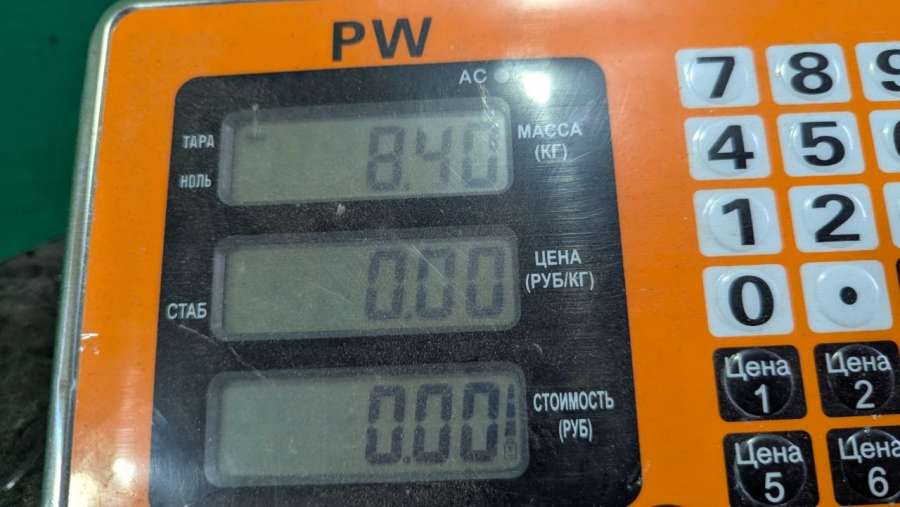 PW
AC
ТАРА
НОЛЬ
8.40
МАССА
(КГ)
СТАБ
0.00
ЦЕНА
(РУБ/КГ)
0.00
СТОИМОСТЬ
(РУБ)
7 8 9
4 5
1 2
0 .
Цена 1
Цена 2
Цена 5
Цена 6